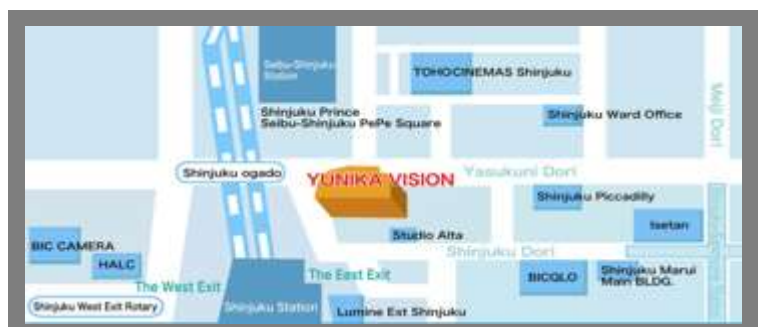 Seibu-Shinjuku
Station
TOHOCINEMAS Shinjuku
Shinjuku Prince
Seibu-Shinjuku PePe Square
Shinjuku Ward Office
Meiji Dori
Shinjuku ogado
YUNIKA VISION
Yasukuni Dori
Shinjuku Piccadilly
Isetan
Studio Alta
BIC CAMERA
HALC
Shinjuku Dori
The West Exit
The East Exit
BICQLO
Shinjuku Marui
Main BLDG.
Shinjuku West Exit Rotary
Shinjuku Station
Lumine Est Shinjuku